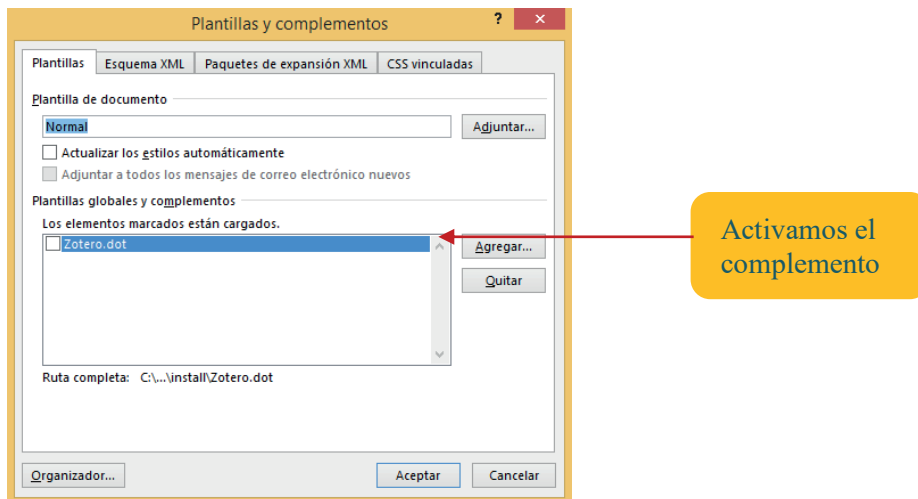 Plantillas y complementos
? ×
Plantillas Esquema XML Paquetes de expansión XML CSS vinculadas
Plantilla de documento
Normal Adjuntar...
Actualizar los estilos automáticamente
Adjuntar a todos los mensajes de correo electrónico nuevos
Plantillas globales y complementos
Los elementos marcados están cargados.
Zotero.dot
Agregar...
Quitar
Ruta completa: C:\...\install\Zotero.dot
Organizador... Aceptar Cancelar
Activamos el
complemento